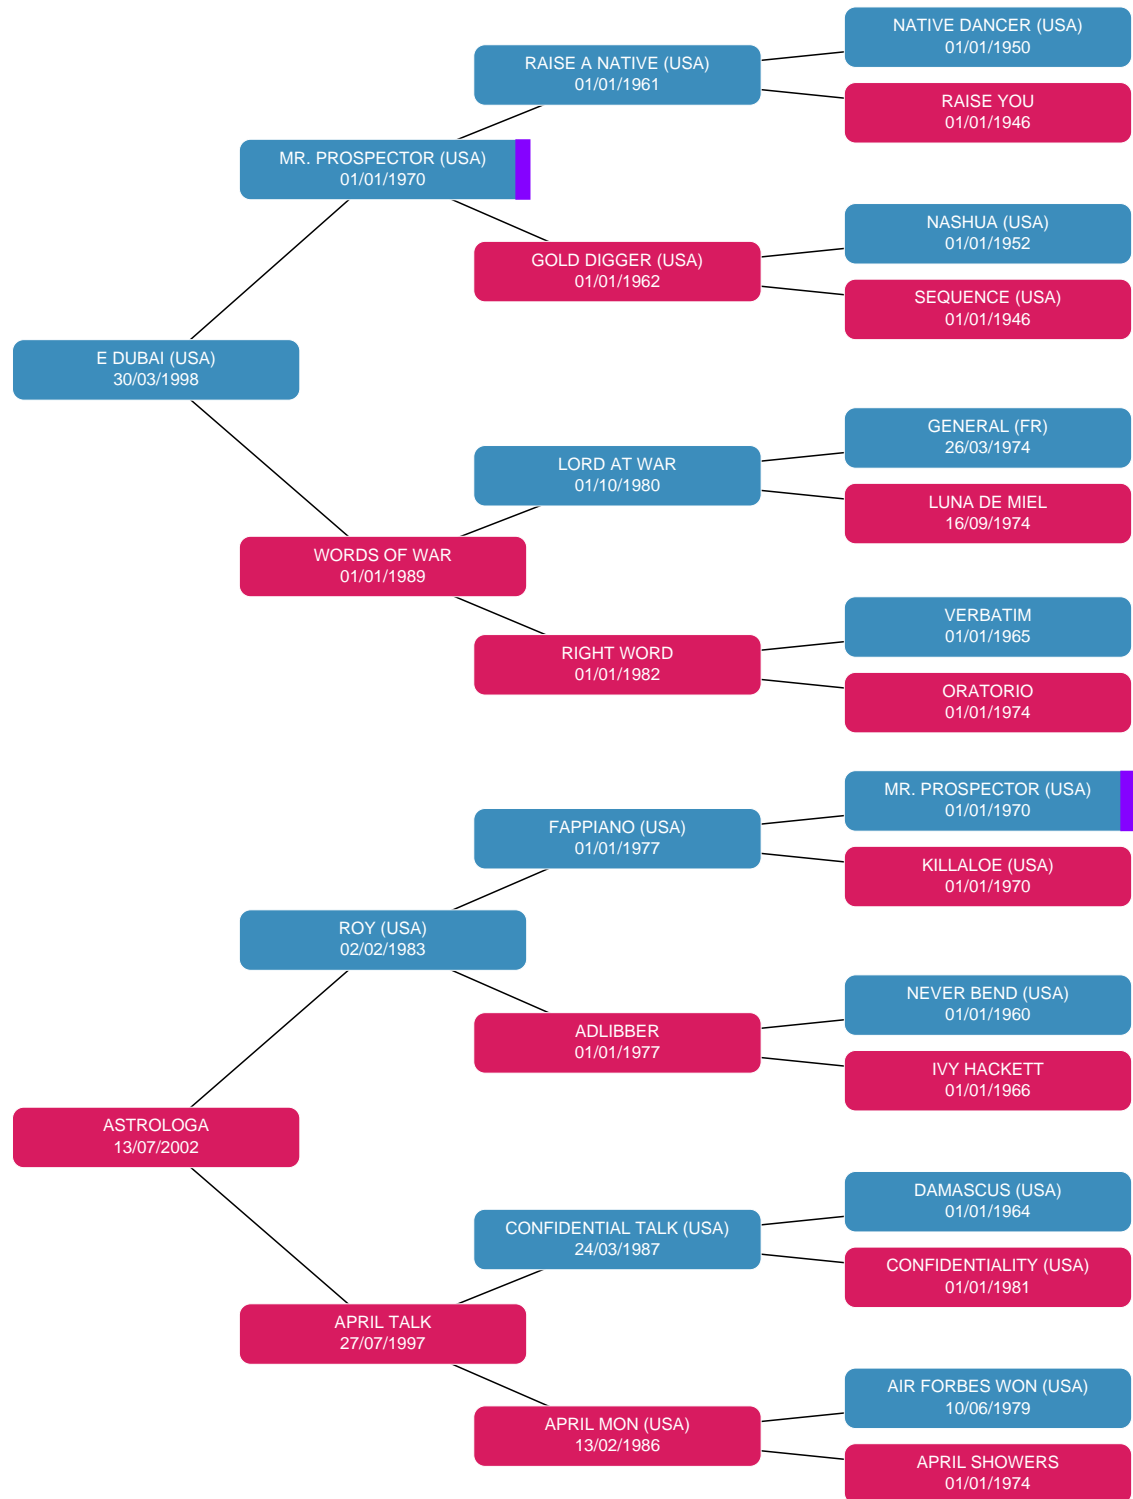 NATIVE DANCER (USA)
01/01/1950
RAISE A NATIVE (USA)
01/01/1961
RAISE YOU
01/01/1946
MR. PROSPECTOR (USA)
01/01/1970
NASHUA (USA)
01/01/1952
GOLD DIGGER (USA)
01/01/1962
SEQUENCE (USA)
01/01/1946
E DUBAI (USA)
30/03/1998
GENERAL (FR)
26/03/1974
LORD AT WAR
01/10/1980
LUNA DE MIEL
16/09/1974
WORDS OF WAR
01/01/1989
VERBATIM
01/01/1965
RIGHT WORD
01/01/1982
ORATORIO
01/01/1974
MR. PROSPECTOR (USA)
01/01/1970
FAPPIANO (USA)
01/01/1977
KILLALOE (USA)
01/01/1970
ROY (USA)
02/02/1983
NEVER BEND (USA)
01/01/1960
ADLIBBER
01/01/1977
IVY HACKETT
01/01/1966
ASTROLOGA
13/07/2002
DAMASCUS (USA)
01/01/1964
CONFIDENTIAL TALK (USA)
24/03/1987
CONFIDENTIALITY (USA)
01/01/1981
APRIL TALK
27/07/1997
AIR FORBES WON (USA)
10/06/1979
APRIL MON (USA)
13/02/1986
APRIL SHOWERS
01/01/1974